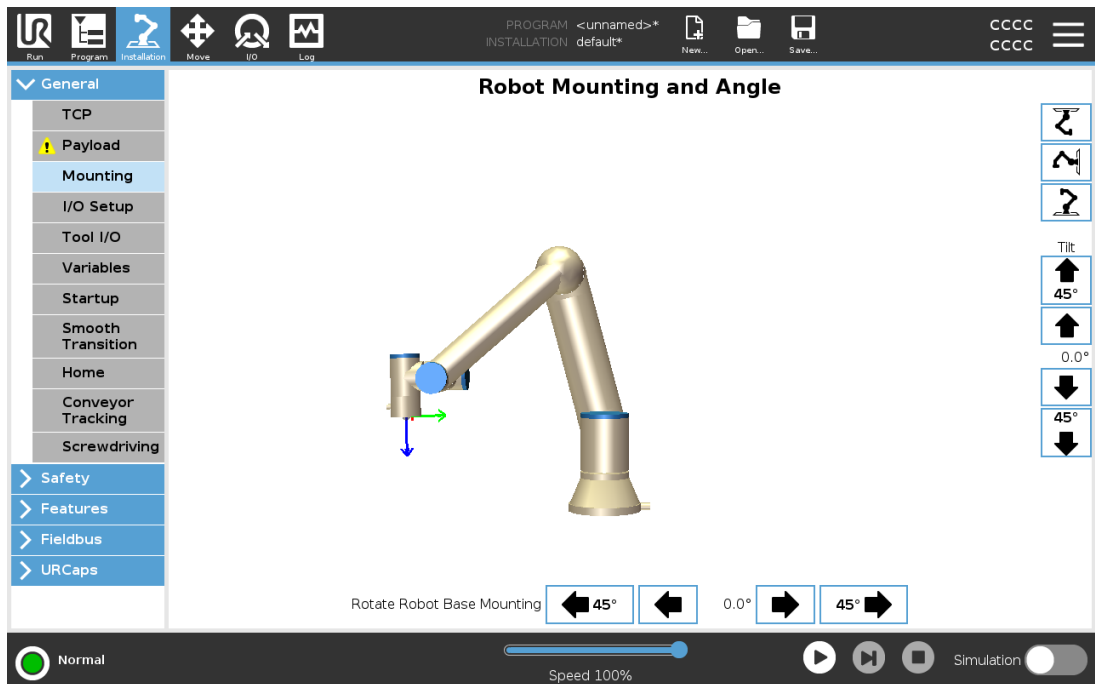 PROGRAM <unnamed>*
INSTALLATION default*
CCCC
CCCC
Run
Program
Installation
Move
I/O
Log
New...
Open...
Save...
General
TCP
Payload
Mounting
I/O Setup
Tool I/O
Variables
Startup
Smooth
Transition
Home
Conveyor
Tracking
Screwdriving
Safety
Features
Fieldbus
URCaps
Robot Mounting and Angle
Tilt
45°
0.0°
45°
Rotate Robot Base Mounting 45° 0.0° 45°
Normal
Speed 100%
Simulation